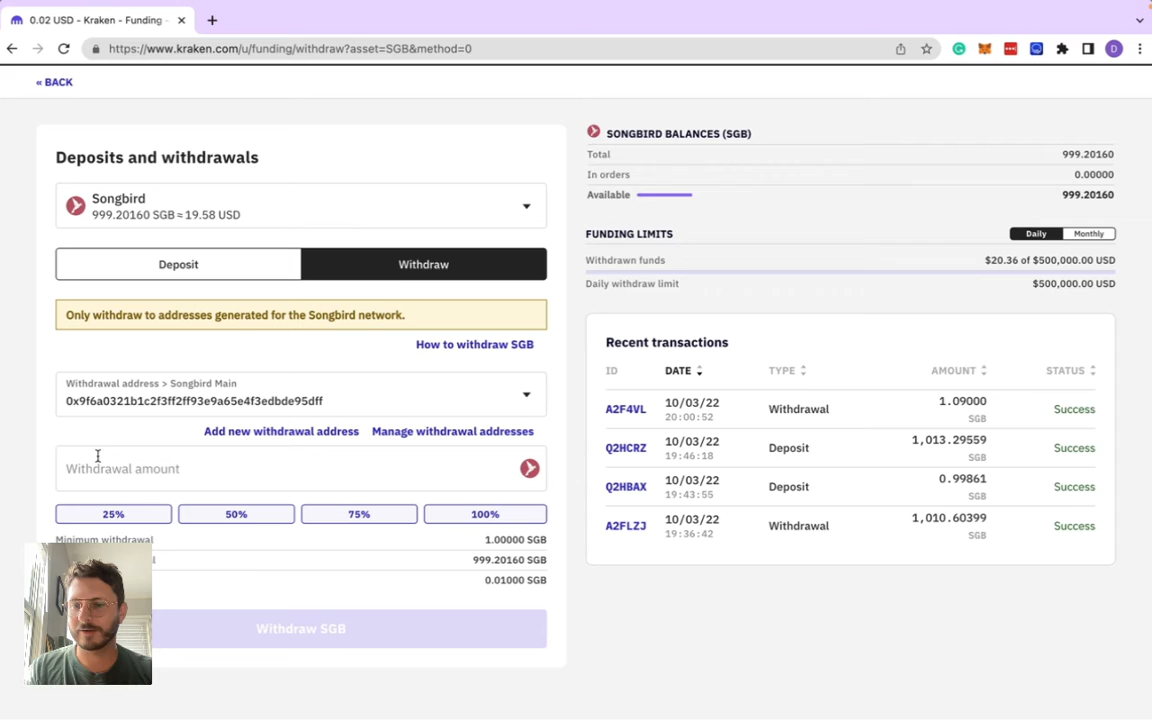 0.02 USD - Kraken - Funding
https://www.kraken.com/u/funding/withdraw?asset=SGB&method=0
D
« BACK
Deposits and withdrawals
Songbird
999.20160 SGB ≈ 19.58 USD
Deposit
Withdraw
Only withdraw to addresses generated for the Songbird network.
How to withdraw SGB
Withdrawal address > Songbird Main
0x9f6a0321b1c2f3ff2ff93e9a65e4f3edbde95dff
Add new withdrawal address
Manage withdrawal addresses
Withdrawal amount
25%
50%
75%
100%
Minimum withdrawal
1.00000 SGB
999.20160 SGB
0.01000 SGB
Withdraw SGB
SONGBIRD BALANCES (SGB)
Total 999.20160
In orders 0.00000
Available 999.20160
FUNDING LIMITS
Daily
Monthly
Withdrawn funds $20.36 of $500,000.00 USD
Daily withdraw limit $500,000.00 USD
Recent transactions
ID DATE TYPE AMOUNT STATUS
A2F4VL 10/03/22 20:00:52 Withdrawal 1.09000 SGB Success
Q2HCRZ 10/03/22 19:46:18 Deposit 1,013.29559 SGB Success
Q2HBAX 10/03/22 19:43:55 Deposit 0.99861 SGB Success
A2FLZJ 10/03/22 19:36:42 Withdrawal 1,010.60399 SGB Success